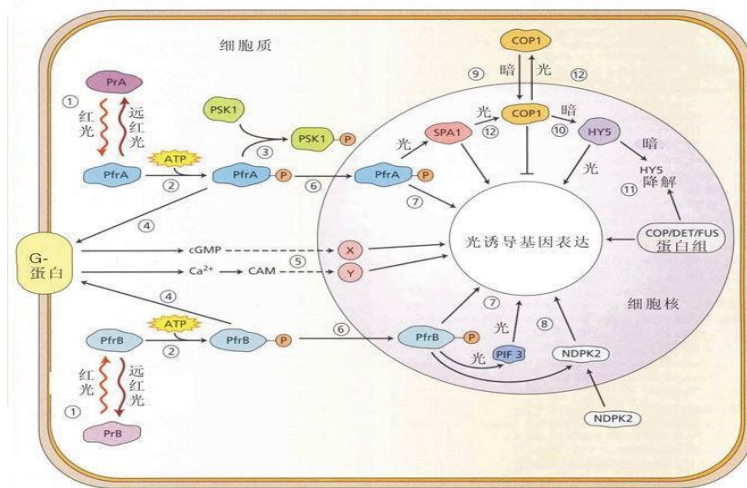 细胞质
COP1
PrA
⑨
暗
光
⑫
①
红光
远红光
PSK1
PSK1
P
③
光
SPA1
光
⑫
COP1
暗
⑩
HY5
暗
ATP
②
PfrA
PfrA
P
⑥
PfrA
P
⑦
光
HY5
降解
⑪
④
G-
蛋白
cGMP
⑤
X
Ca²⁺
CAM
Y
光诱导基因表达
COP/DET/FUS
蛋白组
细胞核
④
ATP
②
PfrB
PfrB
P
⑥
PfrB
P
⑦
光
光
PIF 3
⑧
NDPK2
①
红光
远红光
PrB
NDPK2